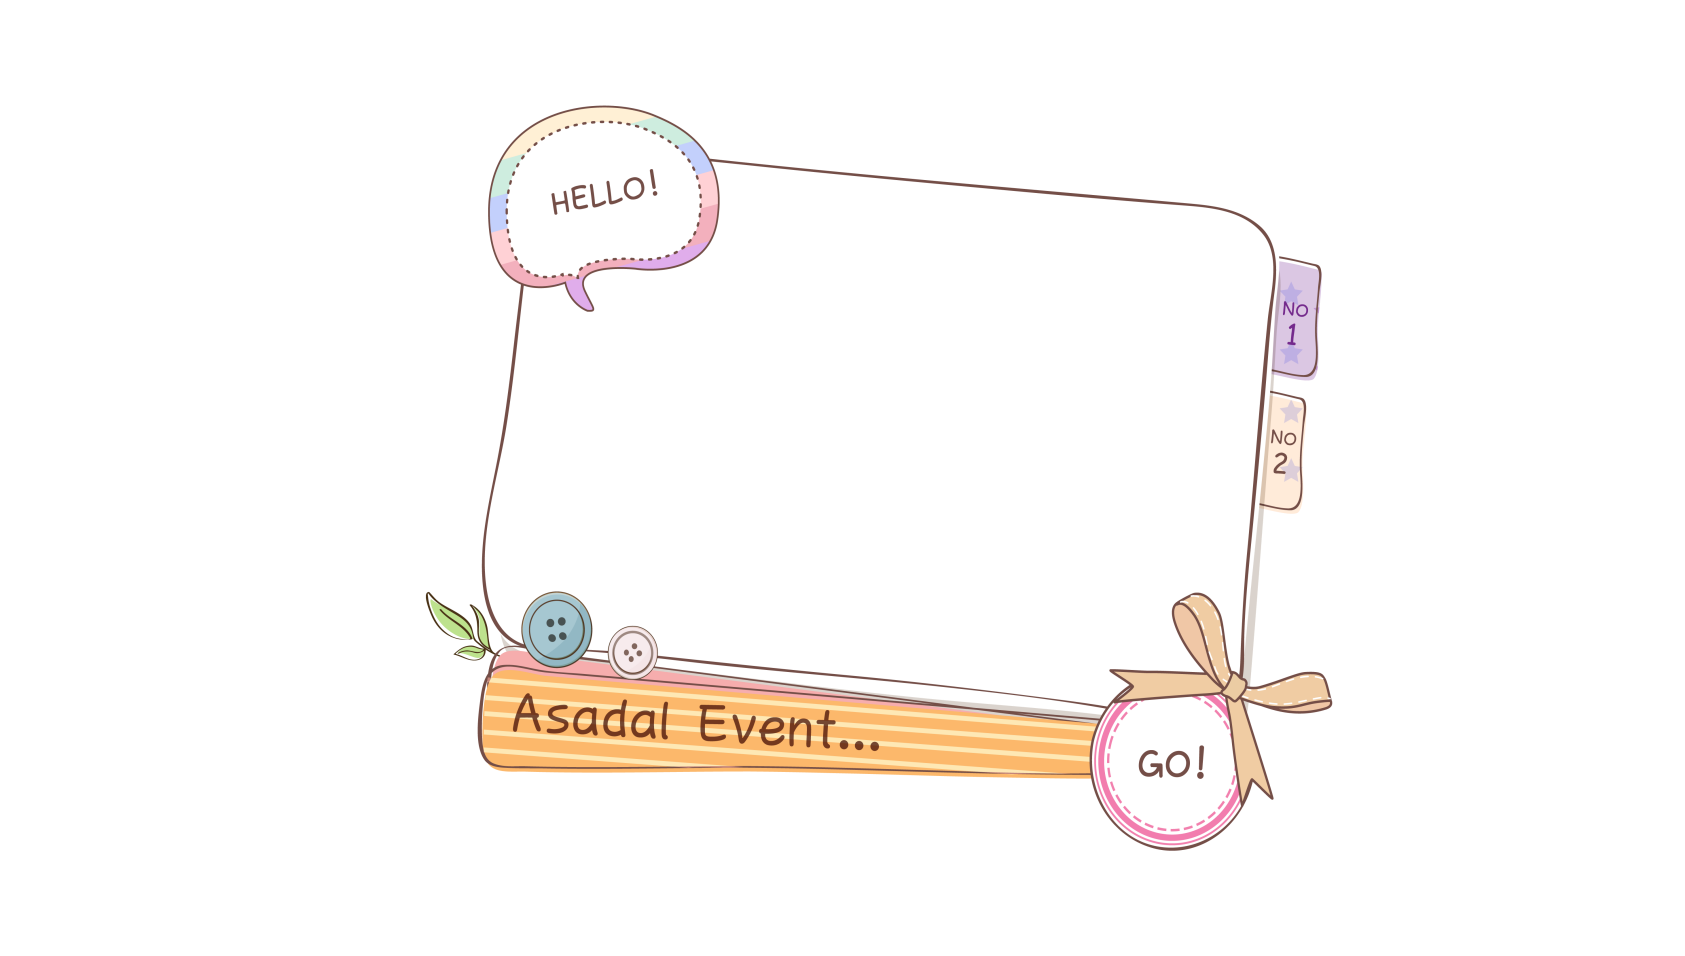 HELLO!
NO
1
NO
2
Asadal Event...
GO!